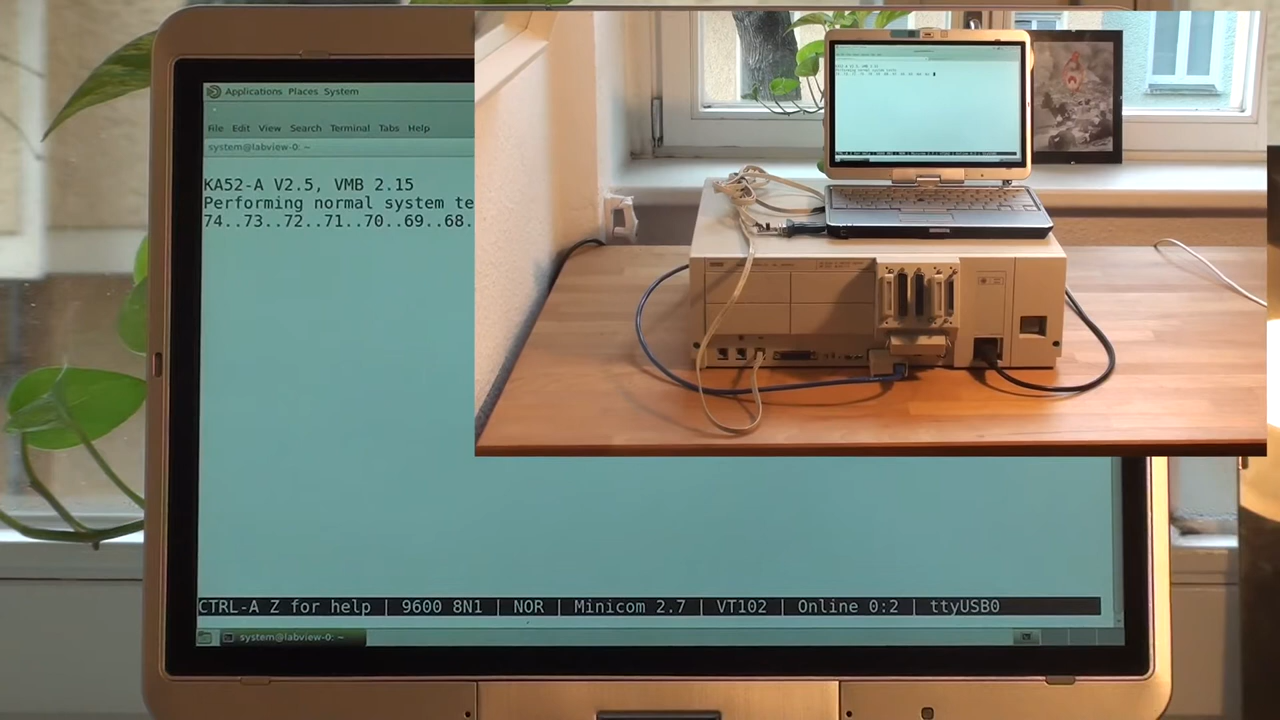 Applications Places System
File Edit View Search Terminal Tabs Help
system@labview-0: ~
KA52-A V2.5, VMB 2.15
Performing normal system te
74..73..72..71..70..69..68.
CTRL-A Z for help | 9600 8N1 | NOR | Minicom 2.7 | VT102 | Online 0:2 | ttyUSB0
system@labview-0: ~